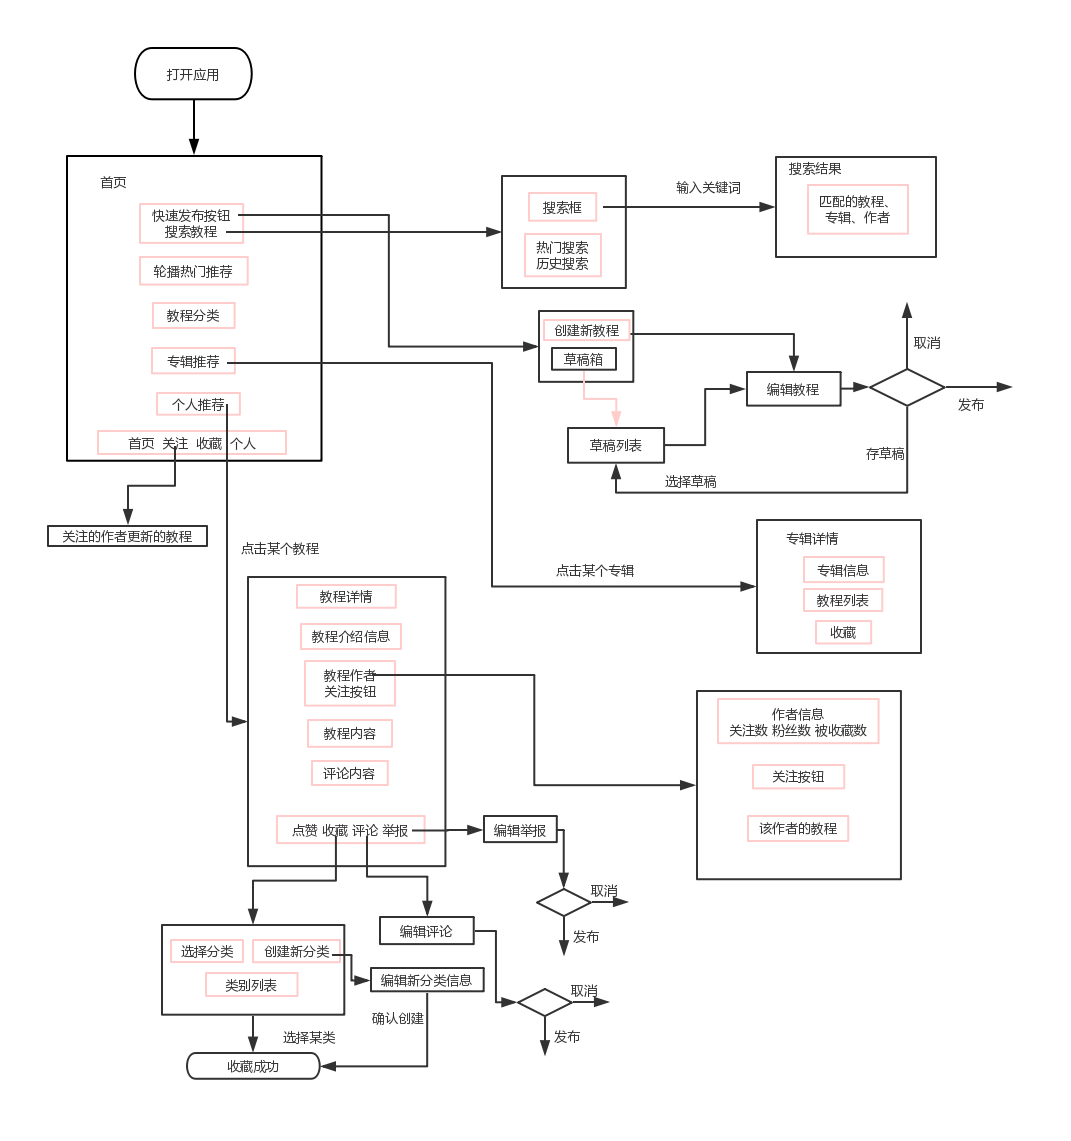 打开应用
首页
快速发布按钮
搜索教程
轮播热门推荐
教程分类
专辑推荐
个人推荐
首页 关注 收藏 个人
关注的作者更新的教程
搜索框
热门搜索
历史搜索
输入关键词
搜索结果
匹配的教程、
专辑、作者
创建新教程
草稿箱
草稿列表
编辑教程
取消
发布
存草稿
选择草稿
点击某个专辑
专辑详情
专辑信息
教程列表
收藏
点击某个教程
教程详情
教程介绍信息
教程作者
关注按钮
教程内容
评论内容
点赞 收藏 评论 举报
作者信息
关注数 粉丝数 被收藏数
关注按钮
该作者的教程
编辑举报
取消
发布
编辑评论
取消
发布
选择分类
创建新分类
类别列表
编辑新分类信息
确认创建
选择某类
收藏成功